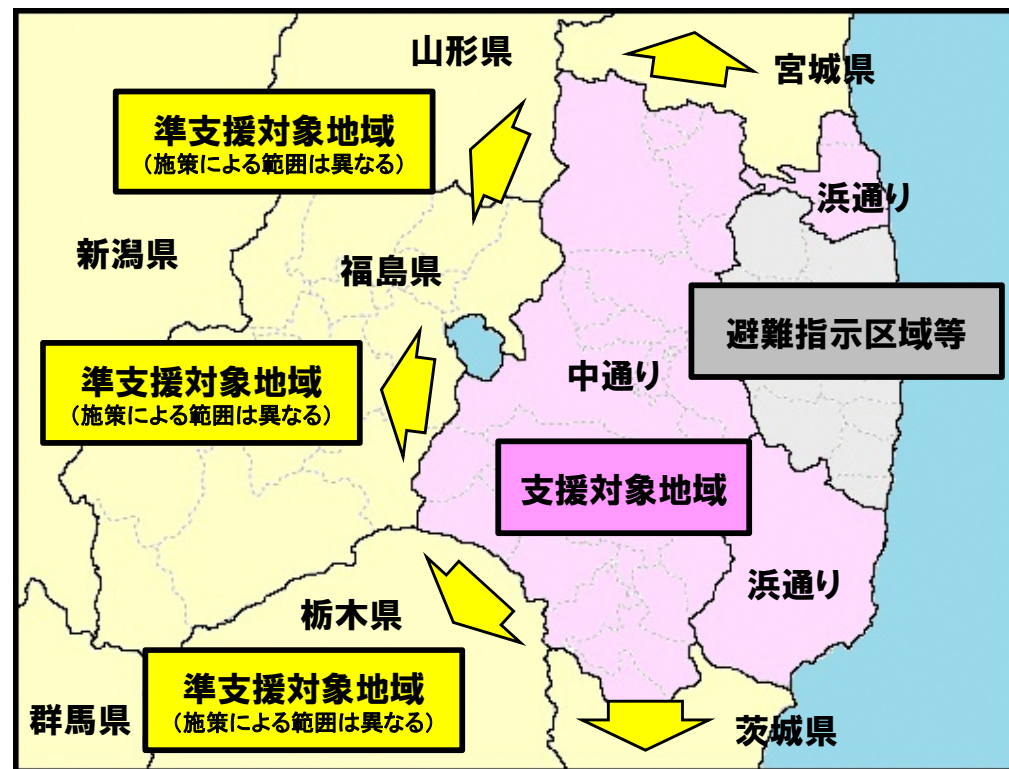 山形県
宮城県
準支援対象地域
(施策による範囲は異なる)
浜通り
新潟県
福島県
避難指示区域等
中通り
準支援対象地域
(施策による範囲は異なる)
支援対象地域
浜通り
栃木県
準支援対象地域
(施策による範囲は異なる)
群馬県
茨城県